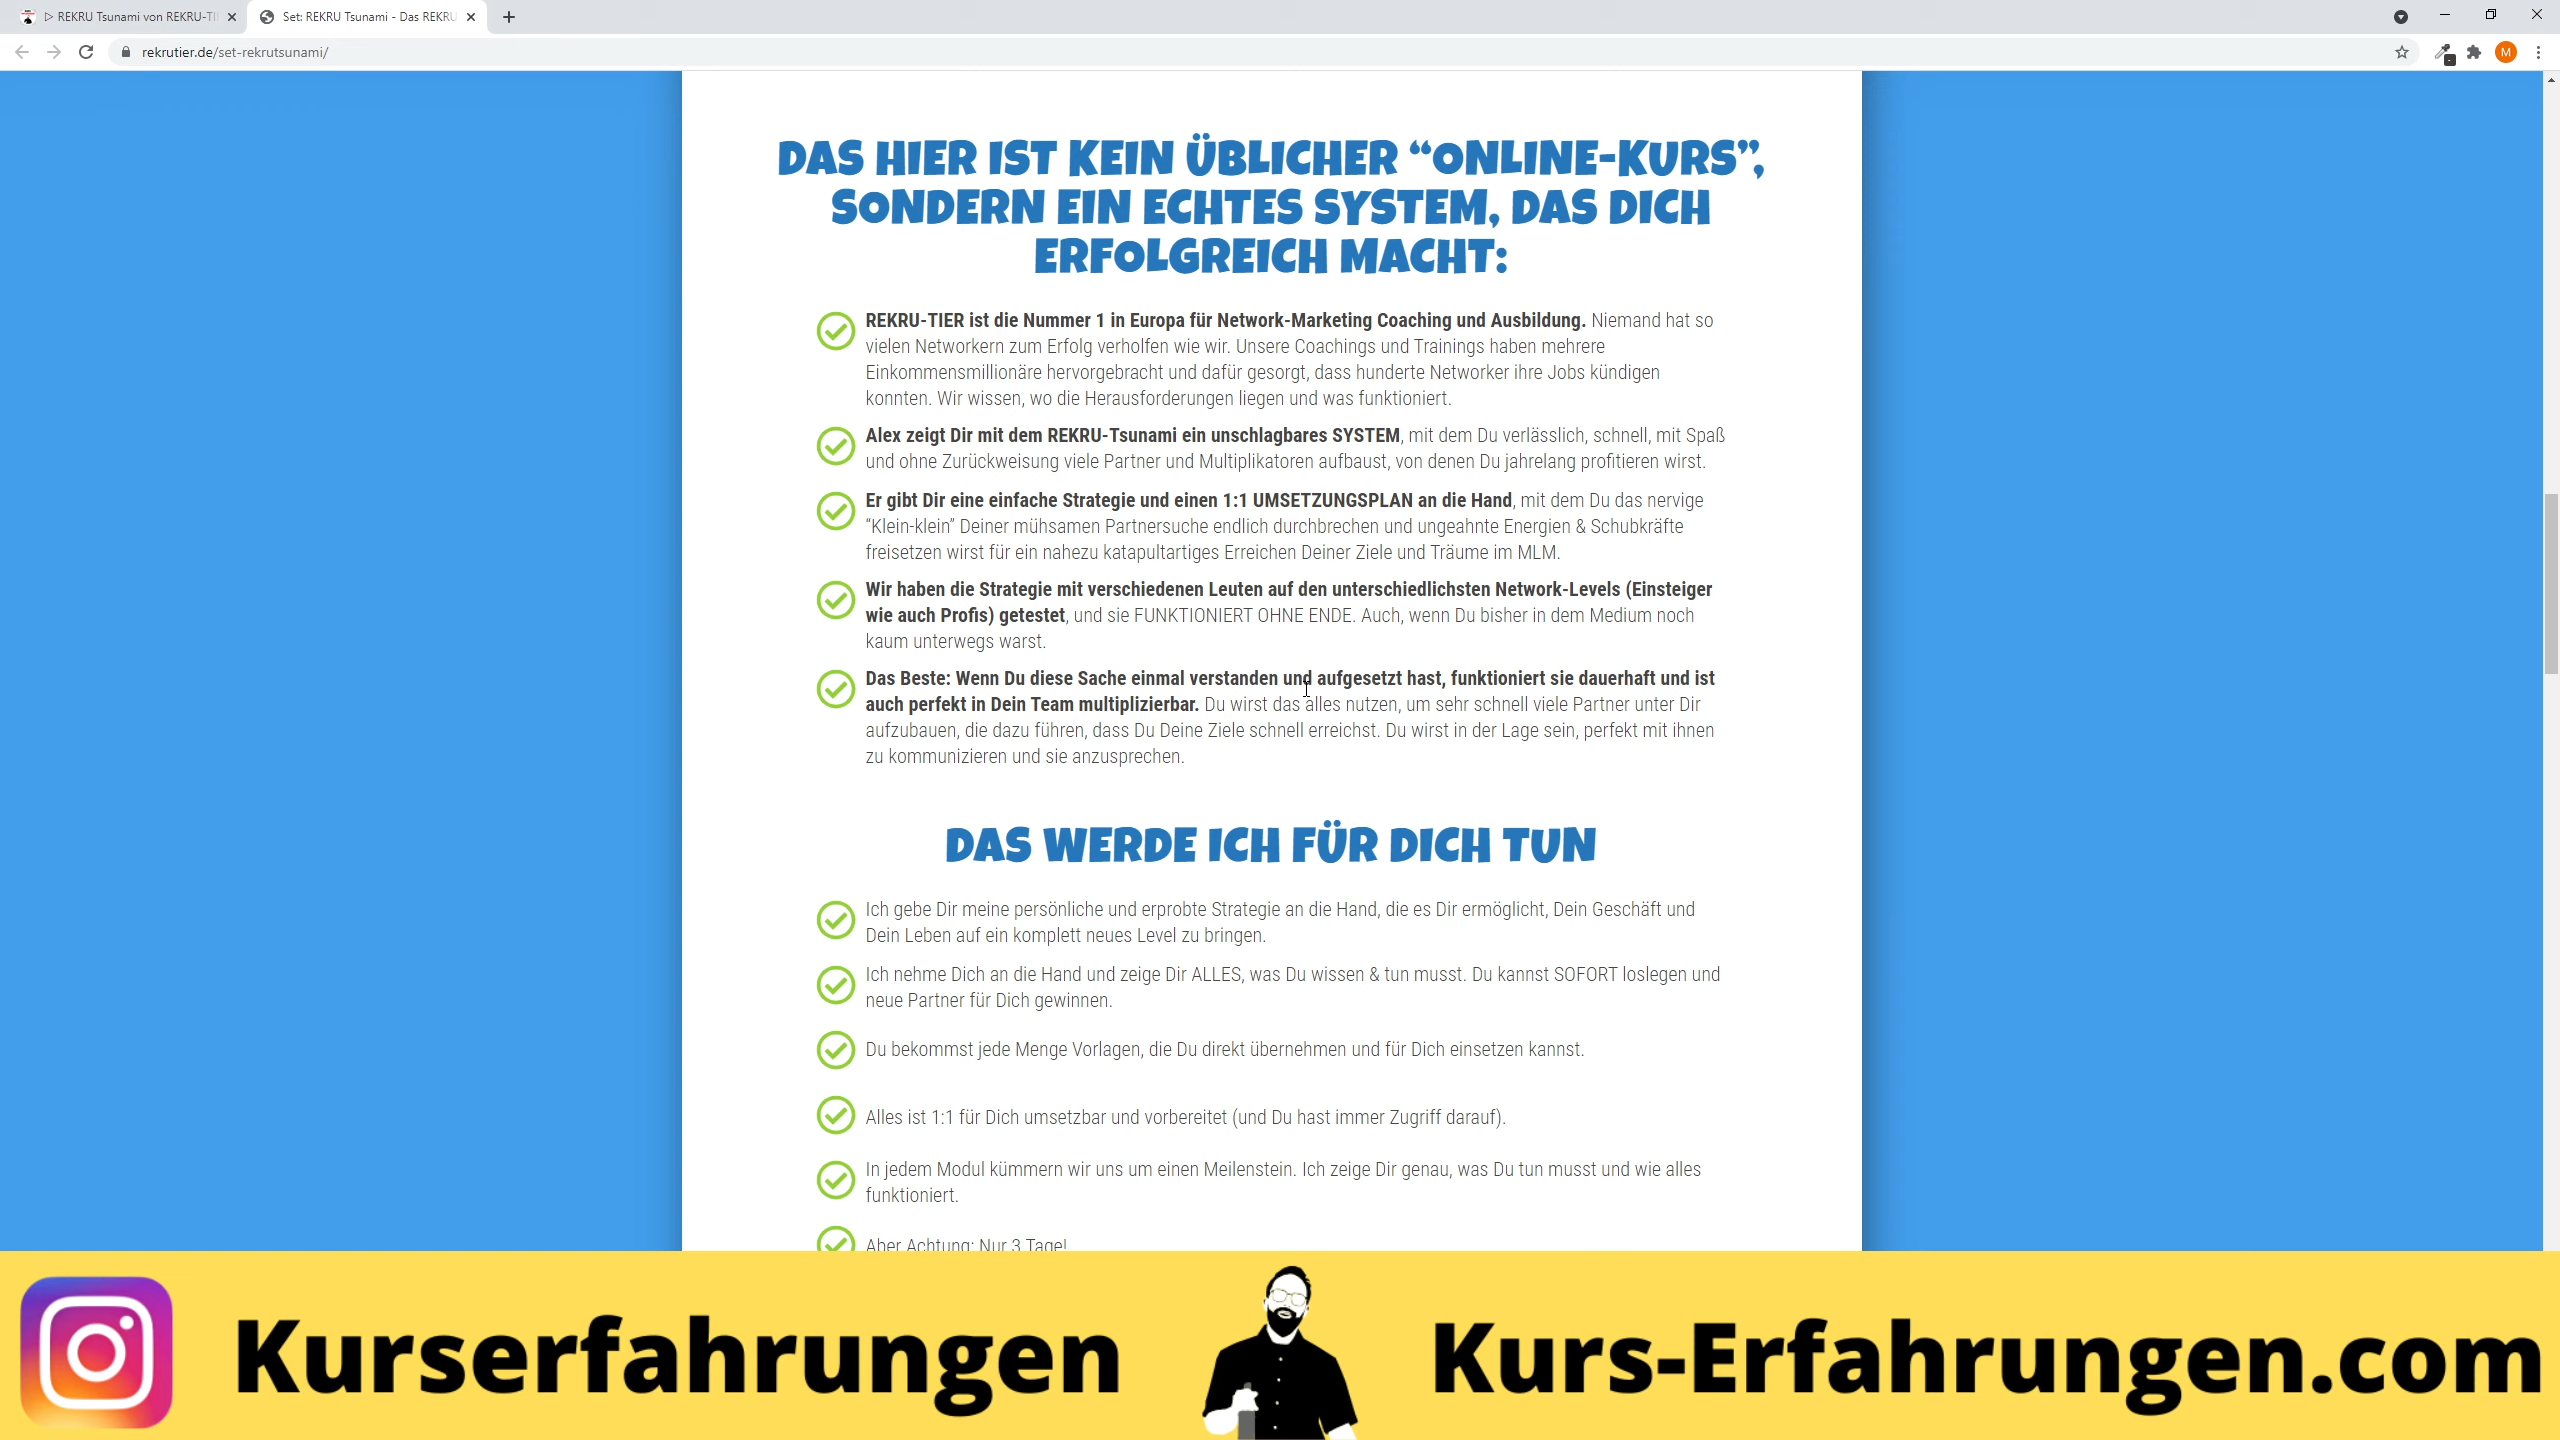 ▷ REKRU Tsunami von REKRU-TI
Set: REKRU Tsunami - Das REKRU
rekrutier.de/set-rekrutsunami/
M
DAS HIER IST KEIN ÜBLICHER “ONLINE-KURS”,
SONDERN EIN ECHTES SYSTEM, DAS DICH
ERFOLGREICH MACHT:
REKRU-TIER ist die Nummer 1 in Europa für Network-Marketing Coaching und Ausbildung. Niemand hat so
vielen Networkern zum Erfolg verholfen wie wir. Unsere Coachings und Trainings haben mehrere
Einkommensmillionäre hervorgebracht und dafür gesorgt, dass hunderte Networker ihre Jobs kündigen
konnten. Wir wissen, wo die Herausforderungen liegen und was funktioniert.
Alex zeigt Dir mit dem REKRU-Tsunami ein unschlagbares SYSTEM, mit dem Du verlässlich, schnell, mit Spaß
und ohne Zurückweisung viele Partner und Multiplikatoren aufbaust, von denen Du jahrelang profitieren wirst.
Er gibt Dir eine einfache Strategie und einen 1:1 UMSETZUNGSPLAN an die Hand, mit dem Du das nervige
“Klein-klein” Deiner mühsamen Partnersuche endlich durchbrechen und ungeahnte Energien & Schubkräfte
freisetzen wirst für ein nahezu katapultartiges Erreichen Deiner Ziele und Träume im MLM.
Wir haben die Strategie mit verschiedenen Leuten auf den unterschiedlichsten Network-Levels (Einsteiger
wie auch Profis) getestet, und sie FUNKTIONIERT OHNE ENDE. Auch, wenn Du bisher in dem Medium noch
kaum unterwegs warst.
Das Beste: Wenn Du diese Sache einmal verstanden und aufgesetzt hast, funktioniert sie dauerhaft und ist
auch perfekt in Dein Team multiplizierbar. Du wirst das alles nutzen, um sehr schnell viele Partner unter Dir
aufzubauen, die dazu führen, dass Du Deine Ziele schnell erreichst. Du wirst in der Lage sein, perfekt mit ihnen
zu kommunizieren und sie anzusprechen.
DAS WERDE ICH FÜR DICH TUN
Ich gebe Dir meine persönliche und erprobte Strategie an die Hand, die es Dir ermöglicht, Dein Geschäft und
Dein Leben auf ein komplett neues Level zu bringen.
Ich nehme Dich an die Hand und zeige Dir ALLES, was Du wissen & tun musst. Du kannst SOFORT loslegen und
neue Partner für Dich gewinnen.
Du bekommst jede Menge Vorlagen, die Du direkt übernehmen und für Dich einsetzen kannst.
Alles ist 1:1 für Dich umsetzbar und vorbereitet (und Du hast immer Zugriff darauf).
In jedem Modul kümmern wir uns um einen Meilenstein. Ich zeige Dir genau, was Du tun musst und wie alles
funktioniert.
Aber Achtung: Nur 3 Tage!
Kurserfahrungen
Kurs-Erfahrungen.com